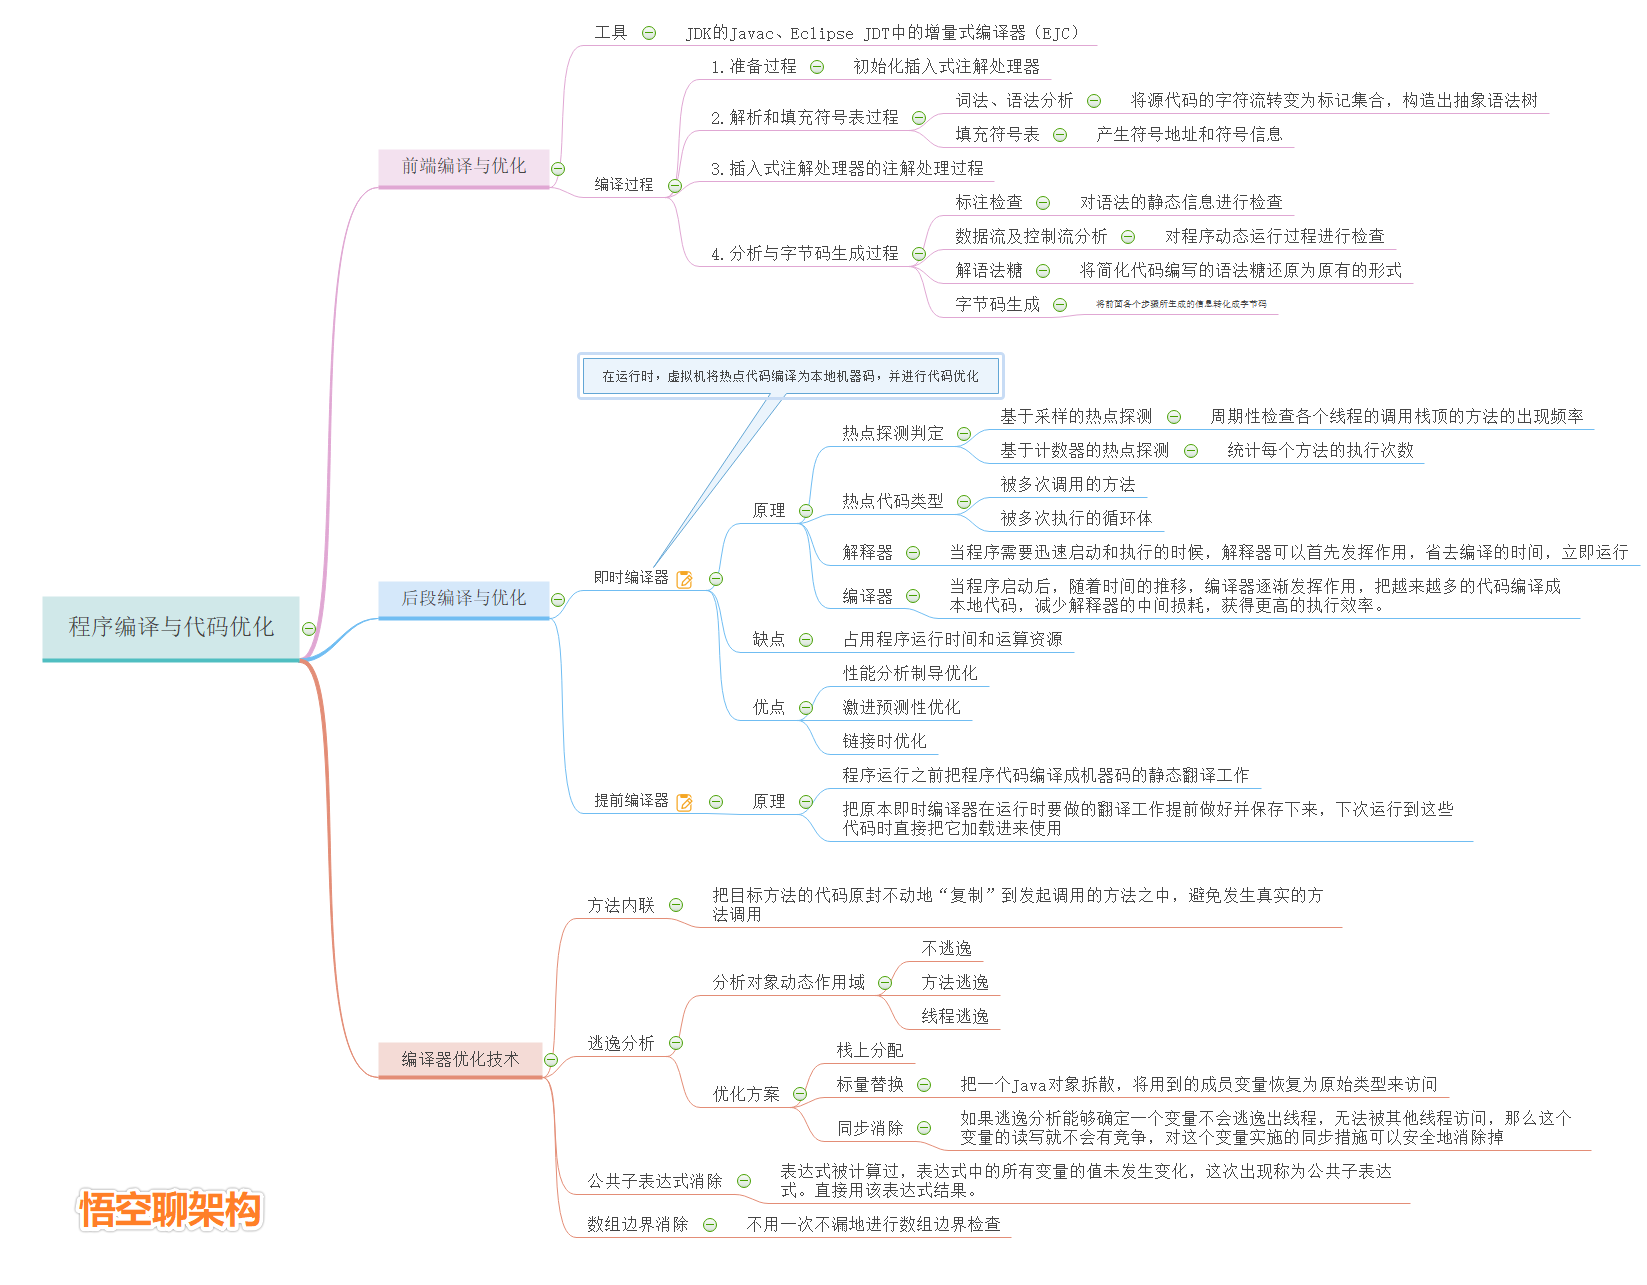 程序编译与代码优化
前端编译与优化
工具
JDK的Javac、Eclipse JDT中的增量式编译器（EJC）
编译过程
1.准备过程
初始化插入式注解处理器
2.解析和填充符号表过程
词法、语法分析
将源代码的字符流转变为标记集合，构造出抽象语法树
填充符号表
产生符号地址和符号信息
3.插入式注解处理器的注解处理过程
4.分析与字节码生成过程
标注检查
对语法的静态信息进行检查
数据流及控制流分析
对程序动态运行过程进行检查
解语法糖
将简化代码编写的语法糖还原为原有的形式
字节码生成
将前面各个步骤所生成的信息转化成字节码
后段编译与优化
在运行时，虚拟机将热点代码编译为本地机器码，并进行代码优化
即时编译器
原理
热点探测判定
基于采样的热点探测
周期性检查各个线程的调用栈顶的方法的出现频率
基于计数器的热点探测
统计每个方法的执行次数
热点代码类型
被多次调用的方法
被多次执行的循环体
解释器
当程序需要迅速启动和执行的时候，解释器可以首先发挥作用，省去编译的时间，立即运行
编译器
当程序启动后，随着时间的推移，编译器逐渐发挥作用，把越来越多的代码编译成
本地代码，减少解释器的中间损耗，获得更高的执行效率。
缺点
占用程序运行时间和运算资源
优点
性能分析制导优化
激进预测性优化
链接时优化
提前编译器
原理
程序运行之前把程序代码编译成机器码的静态翻译工作
把原本即时编译器在运行时要做的翻译工作提前做好并保存下来，下次运行到这些
代码时直接把它加载进来使用
编译器优化技术
方法内联
把目标方法的代码原封不动地“复制”到发起调用的方法之中，避免发生真实的方
法调用
逃逸分析
分析对象动态作用域
不逃逸
方法逃逸
线程逃逸
优化方案
栈上分配
标量替换
把一个Java对象拆散，将用到的成员变量恢复为原始类型来访问
同步消除
如果逃逸分析能够确定一个变量不会逃逸出线程，无法被其他线程访问，那么这个
变量的读写就不会有竞争，对这个变量实施的同步措施可以安全地消除掉
公共子表达式消除
表达式被计算过，表达式中的所有变量的值未发生变化，这次出现称为公共子表达
式。直接用该表达式结果。
数组边界消除
不用一次不漏地进行数组边界检查
悟空聊架构